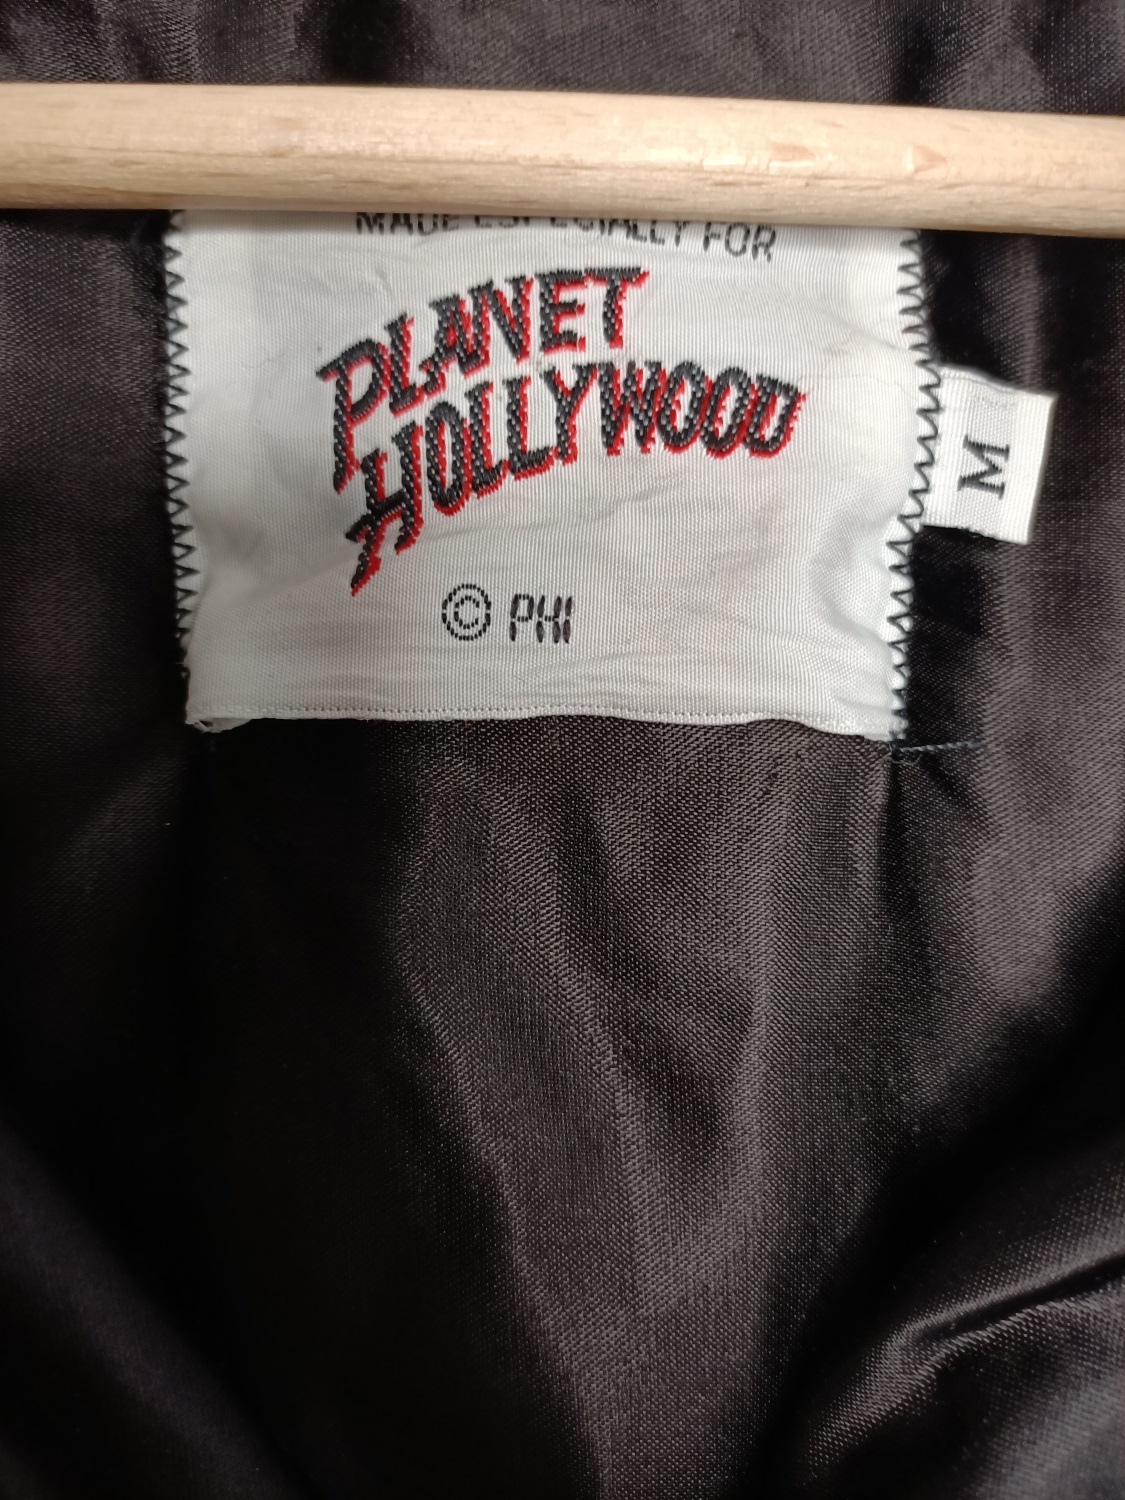 MADE ESPECIALLY FOR
PLANET
HOLLYWOOD
© PHI
M